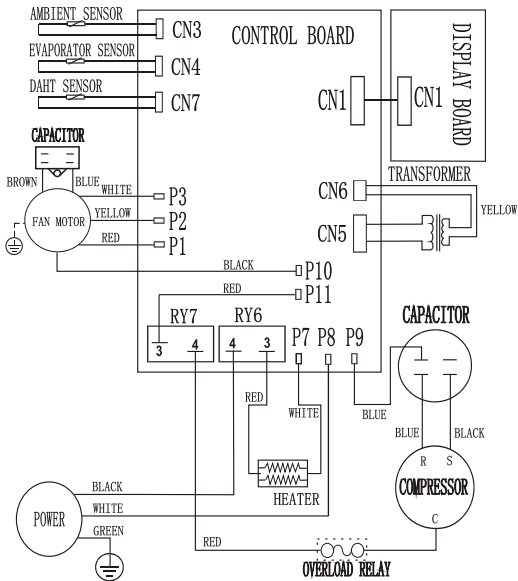 AMBIENT SENSOR
CN3
CONTROL BOARD
DISPLAY BOARD
EVAPORATOR SENSOR
CN4
DAHT SENSOR
CN7
CN1
CN1
CAPACITOR
BROWN
BLUE
WHITE
P3
CN6
TRANSFORMER
YELLOW
YELLOW
P2
FAN MOTOR
RED
P1
CN5
BLACK
P10
RED
P11
RY7
RY6
CAPACITOR
P7
P8
P9
3
4
4
3
RED
WHITE
BLUE
BLUE
BLACK
R
S
COMPRESSOR
C
HEATER
BLACK
WHITE
POWER
GREEN
RED
OVERLOAD RELAY